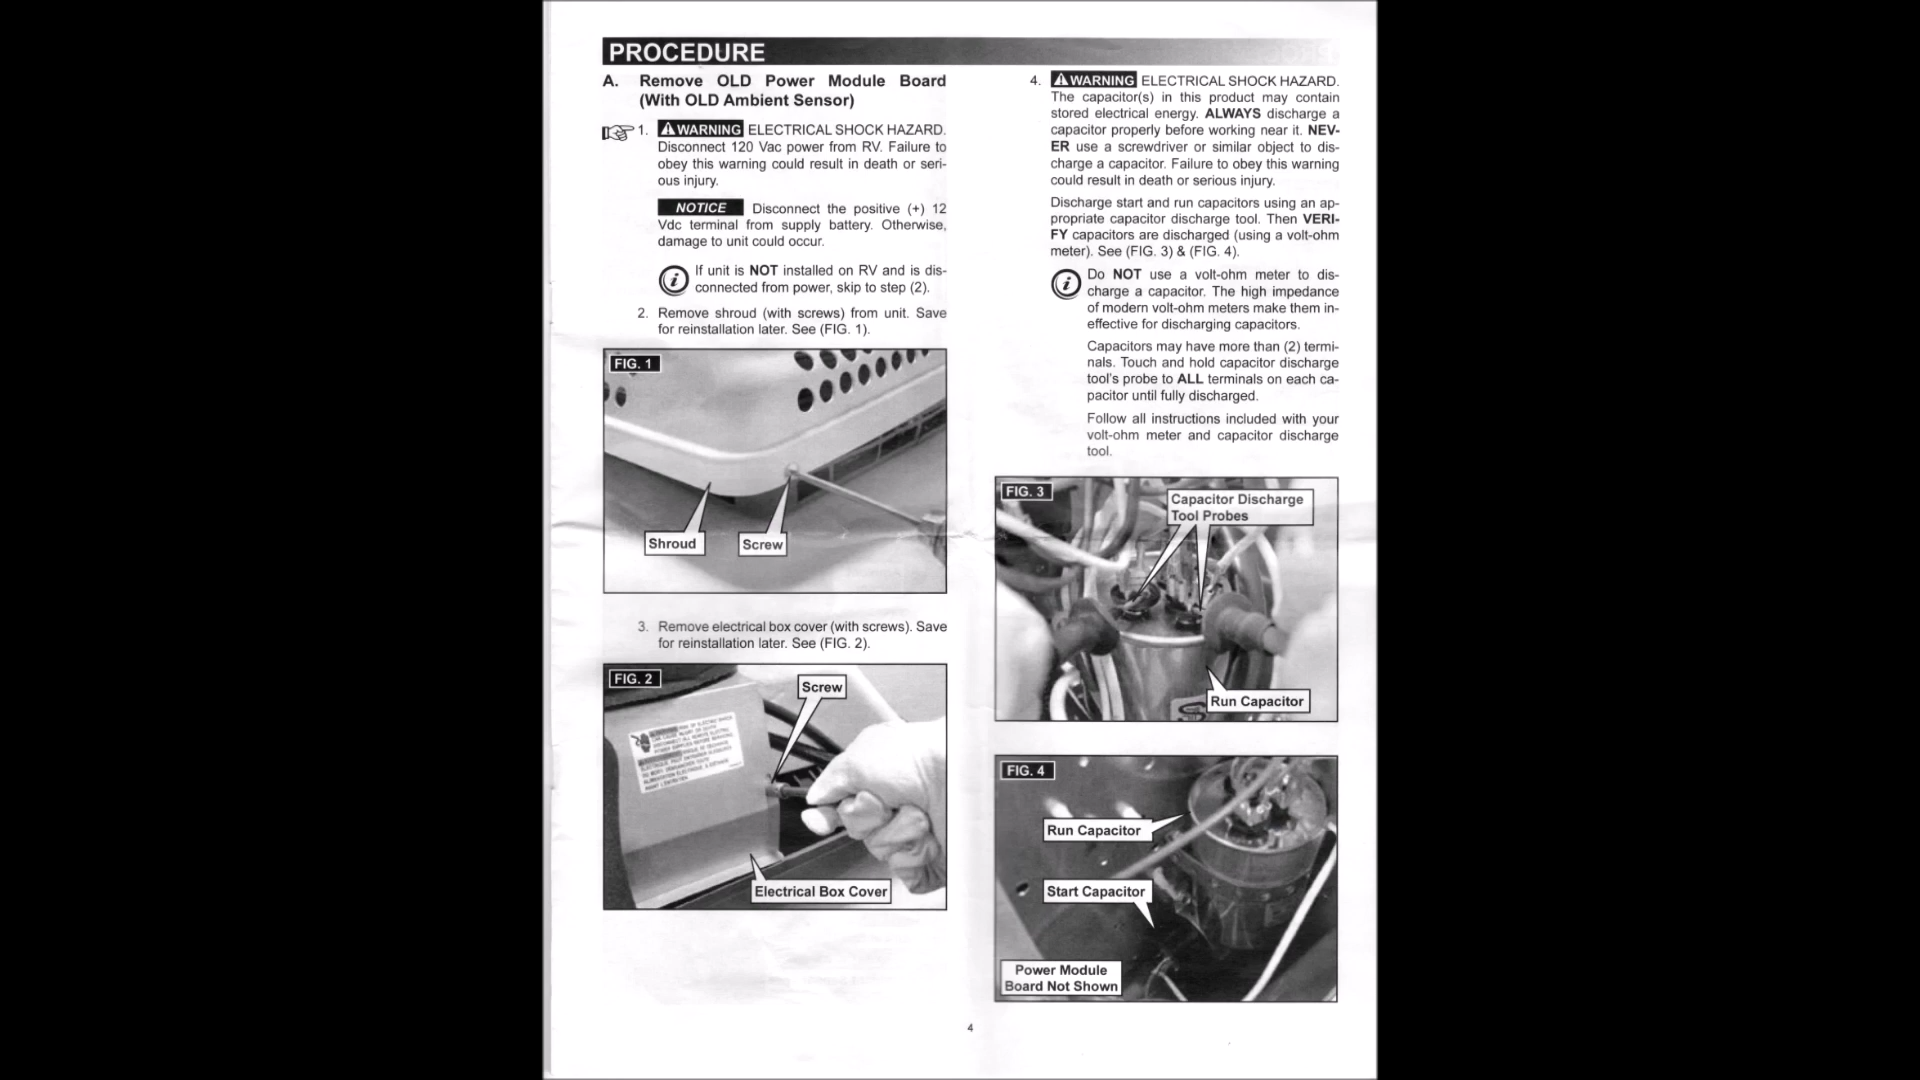 PROCEDURE
A. Remove OLD Power Module Board
(With OLD Ambient Sensor)
1. WARNING ELECTRICAL SHOCK HAZARD.
Disconnect 120 Vac power from RV. Failure to
obey this warning could result in death or seri-
ous injury.
NOTICE Disconnect the positive (+) 12
Vdc terminal from supply battery. Otherwise,
damage to unit could occur.
i If unit is NOT installed on RV and is dis-
connected from power, skip to step (2).
2. Remove shroud (with screws) from unit. Save
for reinstallation later. See (FIG. 1).
FIG. 1
Shroud
Screw
3. Remove electrical box cover (with screws). Save
for reinstallation later. See (FIG. 2).
FIG. 2
Screw
Electrical Box Cover
4. WARNING ELECTRICAL SHOCK HAZARD.
The capacitor(s) in this product may contain
stored electrical energy. ALWAYS discharge a
capacitor properly before working near it. NEV-
ER use a screwdriver or similar object to dis-
charge a capacitor. Failure to obey this warning
could result in death or serious injury.
Discharge start and run capacitors using an ap-
propriate capacitor discharge tool. Then VERI-
FY capacitors are discharged (using a volt-ohm
meter). See (FIG. 3) & (FIG. 4).
i Do NOT use a volt-ohm meter to dis-
charge a capacitor. The high impedance
of modern volt-ohm meters make them in-
effective for discharging capacitors.
Capacitors may have more than (2) termi-
nals. Touch and hold capacitor discharge
tool's probe to ALL terminals on each ca-
pacitor until fully discharged.
Follow all instructions included with your
volt-ohm meter and capacitor discharge
tool.
FIG. 3
Capacitor Discharge
Tool Probes
Run Capacitor
FIG. 4
Run Capacitor
Start Capacitor
Power Module
Board Not Shown
4